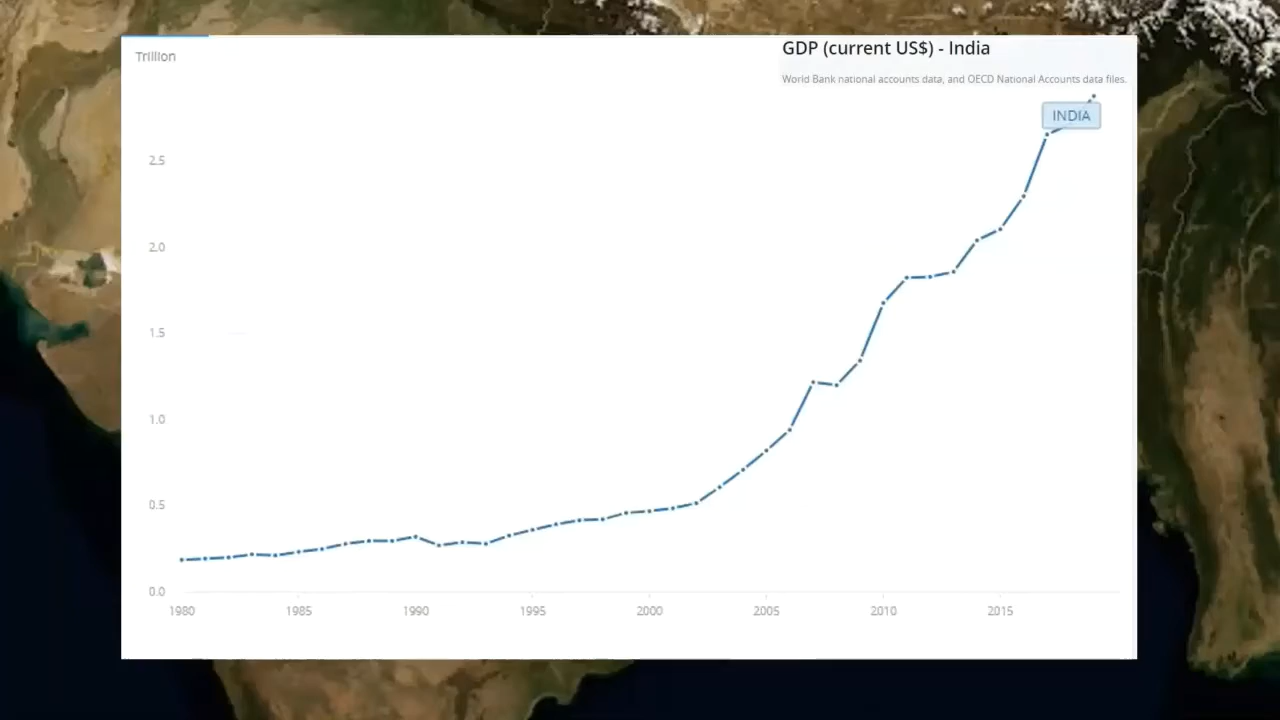 GDP (current US$) - India
Trillion
World Bank national accounts data, and OECD National Accounts data files.
INDIA
2.5
2.0
1.5
1.0
0.5
0.0
1980 1985 1990 1995 2000 2005 2010 2015